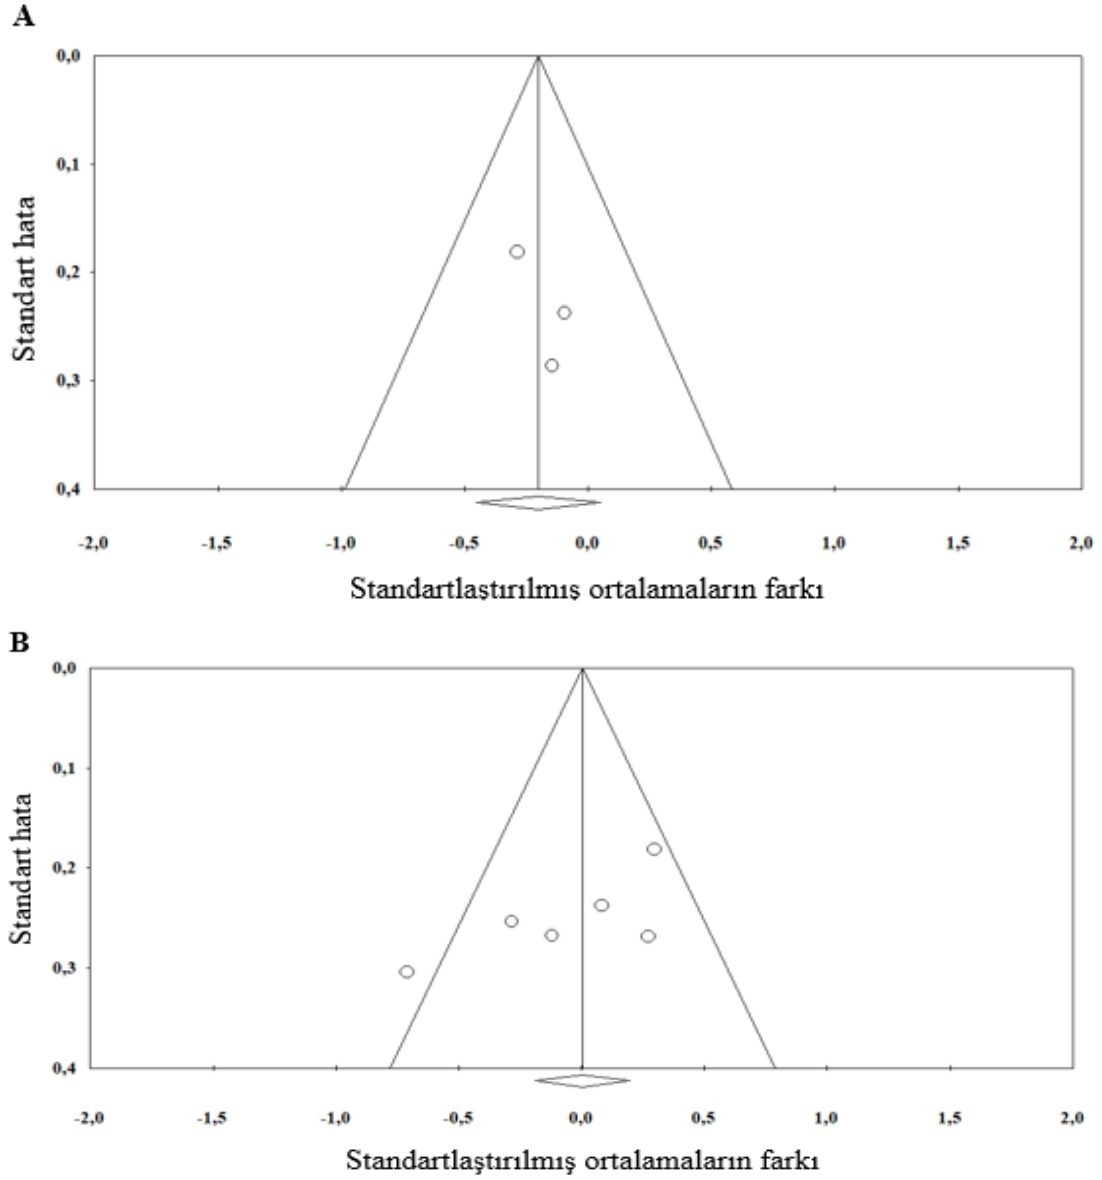 A
0,0
0,1
0,2
0,3
0,4
Standart hata
-2,0 -1,5 -1,0 -0,5 0,0 0,5 1,0 1,5 2,0
Standartlaştırılmış ortalamaların farkı
B
0,0
0,1
0,2
0,3
0,4
Standart hata
-2,0 -1,5 -1,0 -0,5 0,0 0,5 1,0 1,5 2,0
Standartlaştırılmış ortalamaların farkı